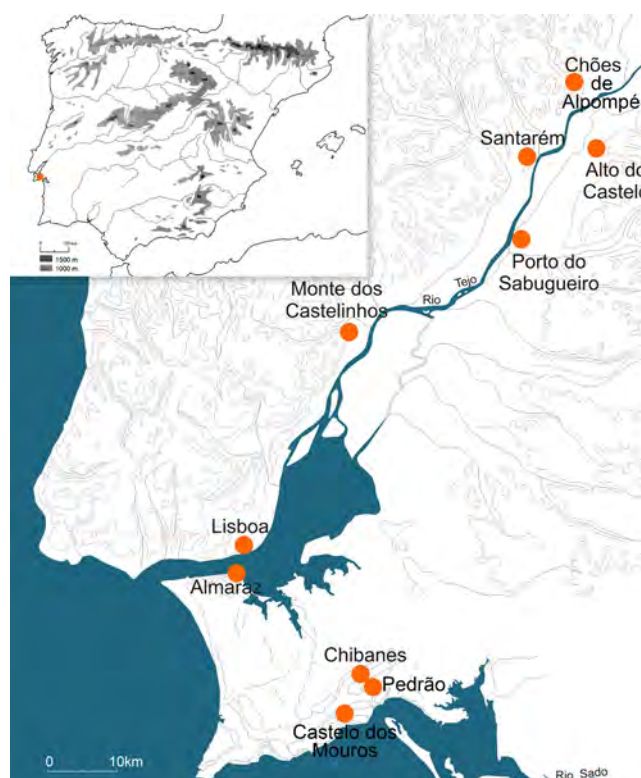 Chões
de
Alpompé
Santarém
Alto do
Castelo
Porto do
Sabugueiro
1500 m.
1000 m.
Monte dos
Castelinhos
Rio
Tejo
Lisboa
Almaraz
Chibanes
Pedrão
Castelo dos
Mouros
0
10km
Rio Sado